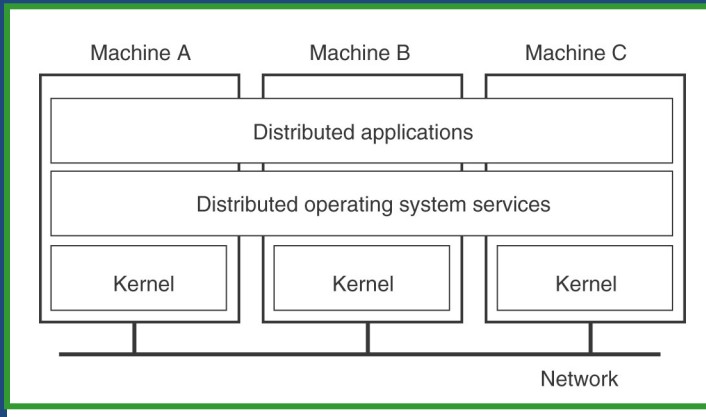 Machine A
Machine B
Machine C
Distributed applications
Distributed operating system services
Kernel
Kernel
Kernel
Network